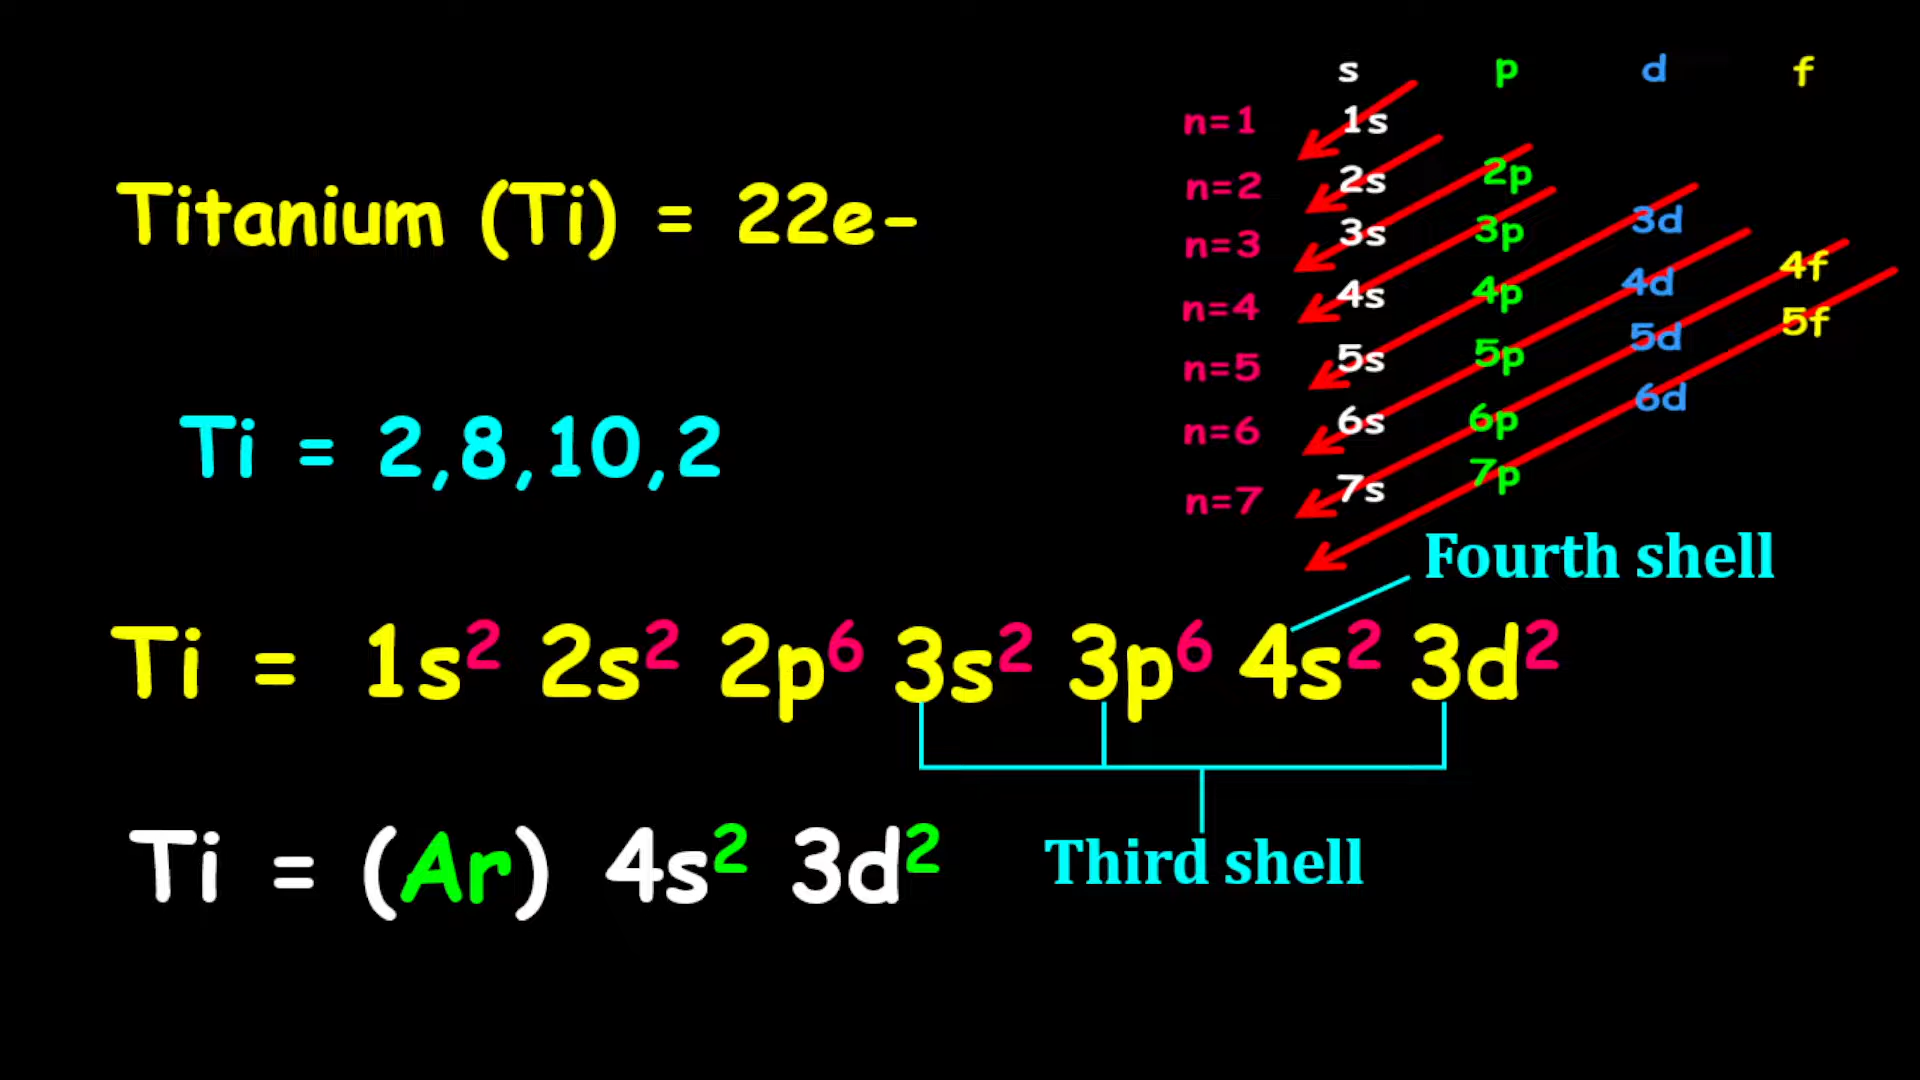 s p d f
n=1 1s
n=2 2s 2p
n=3 3s 3p 3d
n=4 4s 4p 4d 4f
n=5 5s 5p 5d 5f
n=6 6s 6p 6d
n=7 7s 7p
Titanium (Ti) = 22e-
Ti = 2,8,10,2
Fourth shell
Ti = 1s² 2s² 2p⁶ 3s² 3p⁶ 4s² 3d²
Third shell
Ti = (Ar) 4s² 3d²